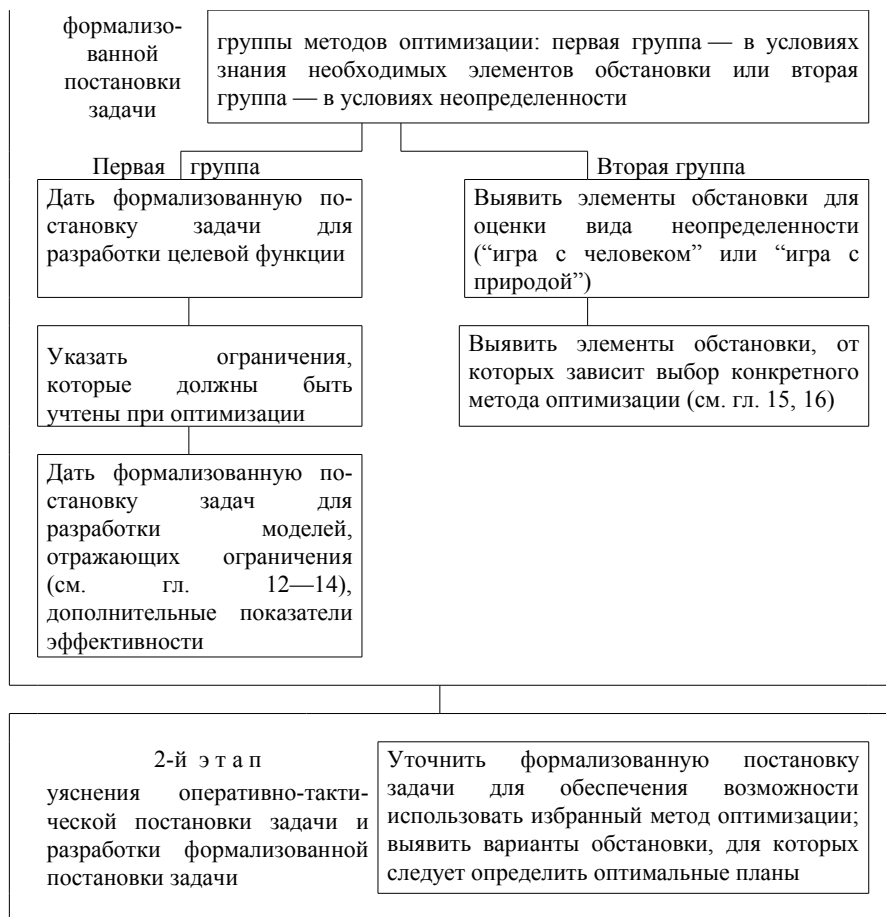 формализо-
ванной
постановки
задачи
группы методов оптимизации: первая группа — в условиях
знания необходимых элементов обстановки или вторая
группа — в условиях неопределенности
Первая группа
Вторая группа
Дать формализованную по-
становку задачи для
разработки целевой функции
Выявить элементы обстановки для
оценки вида неопределенности
(“игра с человеком” или “игра с
природой”)
Указать ограничения,
которые должны быть
учтены при оптимизации
Выявить элементы обстановки, от
которых зависит выбор конкретного
метода оптимизации (см. гл. 15, 16)
Дать формализованную по-
становку задач для
разработки моделей,
отражающих ограничения
(см. гл. 12—14),
дополнительные показатели
эффективности
2-й этап
уяснения оперативно-такти-
ческой постановки задачи и
разработки формализованной
постановки задачи
Уточнить формализованную постановку
задачи для обеспечения возможности
использовать избранный метод оптимизации;
выявить варианты обстановки, для которых
следует определить оптимальные планы